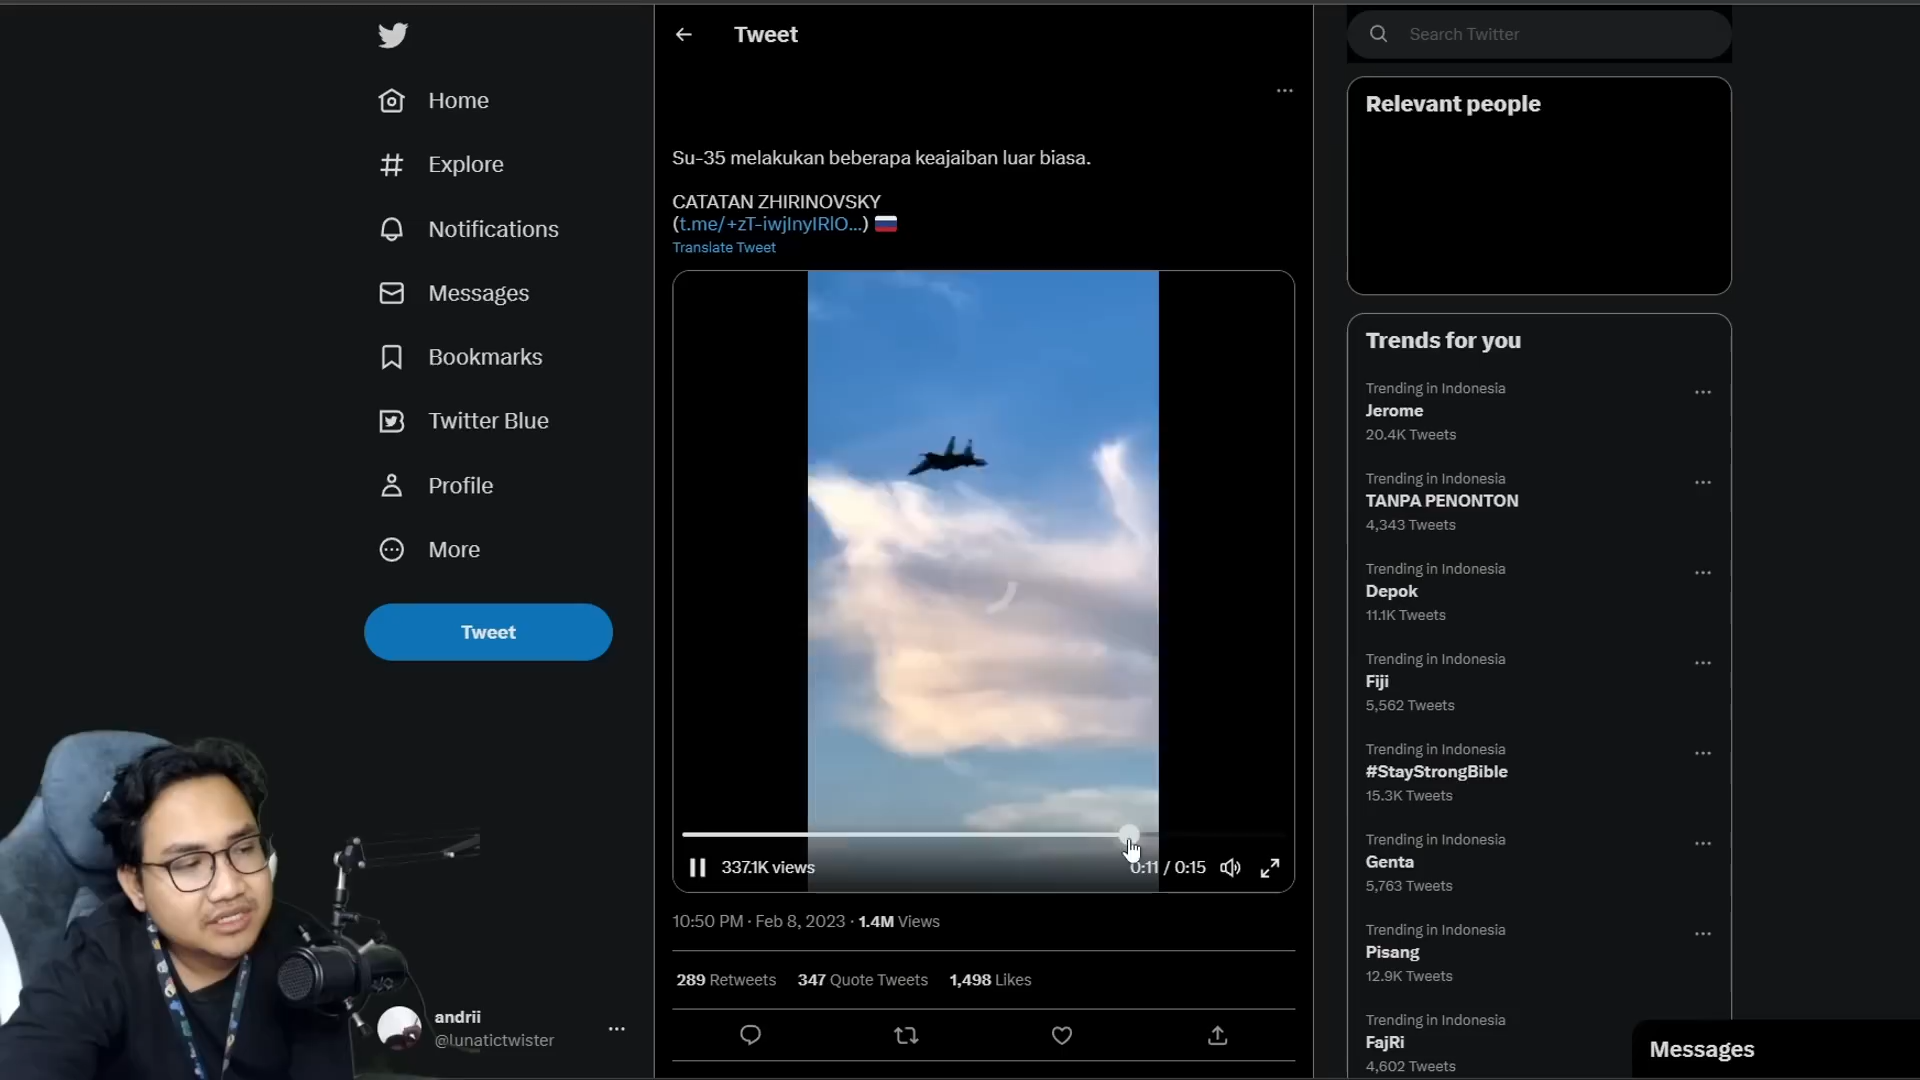 Home
Explore
Notifications
Messages
Bookmarks
Twitter Blue
Profile
More
Tweet
andrii
@lunatictwister
Tweet
Su-35 melakukan beberapa keajaiban luar biasa.
CATATAN ZHIRINOVSKY
(t.me/+zT-iwjInyIRlO...)
Translate Tweet
337.1K views
0:11 / 0:15
10:50 PM · Feb 8, 2023 · 1.4M Views
289 Retweets 347 Quote Tweets 1,498 Likes
Search Twitter
Relevant people
Trends for you
Trending in Indonesia
Jerome
20.4K Tweets
Trending in Indonesia
TANPA PENONTON
4,343 Tweets
Trending in Indonesia
Depok
11.1K Tweets
Trending in Indonesia
Fiji
5,562 Tweets
Trending in Indonesia
#StayStrongBible
15.3K Tweets
Trending in Indonesia
Genta
5,763 Tweets
Trending in Indonesia
Pisang
12.9K Tweets
Trending in Indonesia
FajRi
4,602 Tweets
Messages